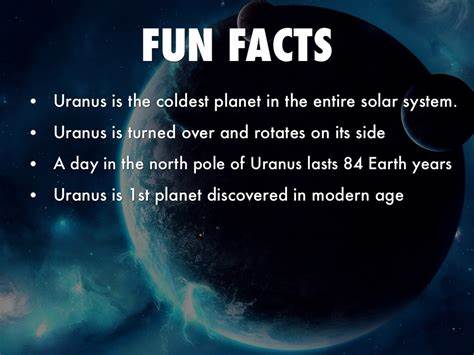 FUN FACTS
• Uranus is the coldest planet in the entire solar system.
• Uranus is turned over and rotates on its side
• A day in the north pole of Uranus lasts 84 Earth years
• Uranus is 1st planet discovered in modern age